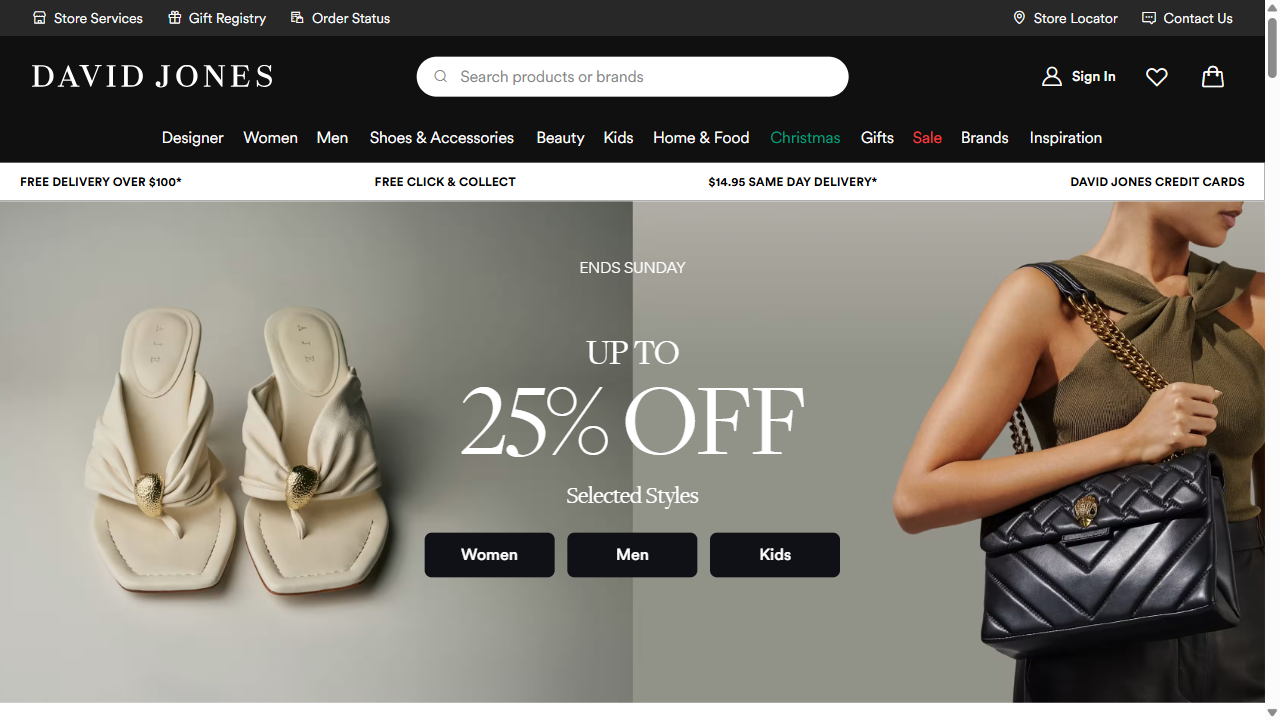 Store Services
Gift Registry
Order Status
Store Locator
Contact Us
DAVID JONES
Search products or brands
Sign In
Designer
Women
Men
Shoes & Accessories
Beauty
Kids
Home & Food
Christmas
Gifts
Sale
Brands
Inspiration
FREE DELIVERY OVER $100*
FREE CLICK & COLLECT
$14.95 SAME DAY DELIVERY*
DAVID JONES CREDIT CARDS
ENDS SUNDAY
UP TO
25% OFF
Selected Styles
Women
Men
Kids
AJE
AJE